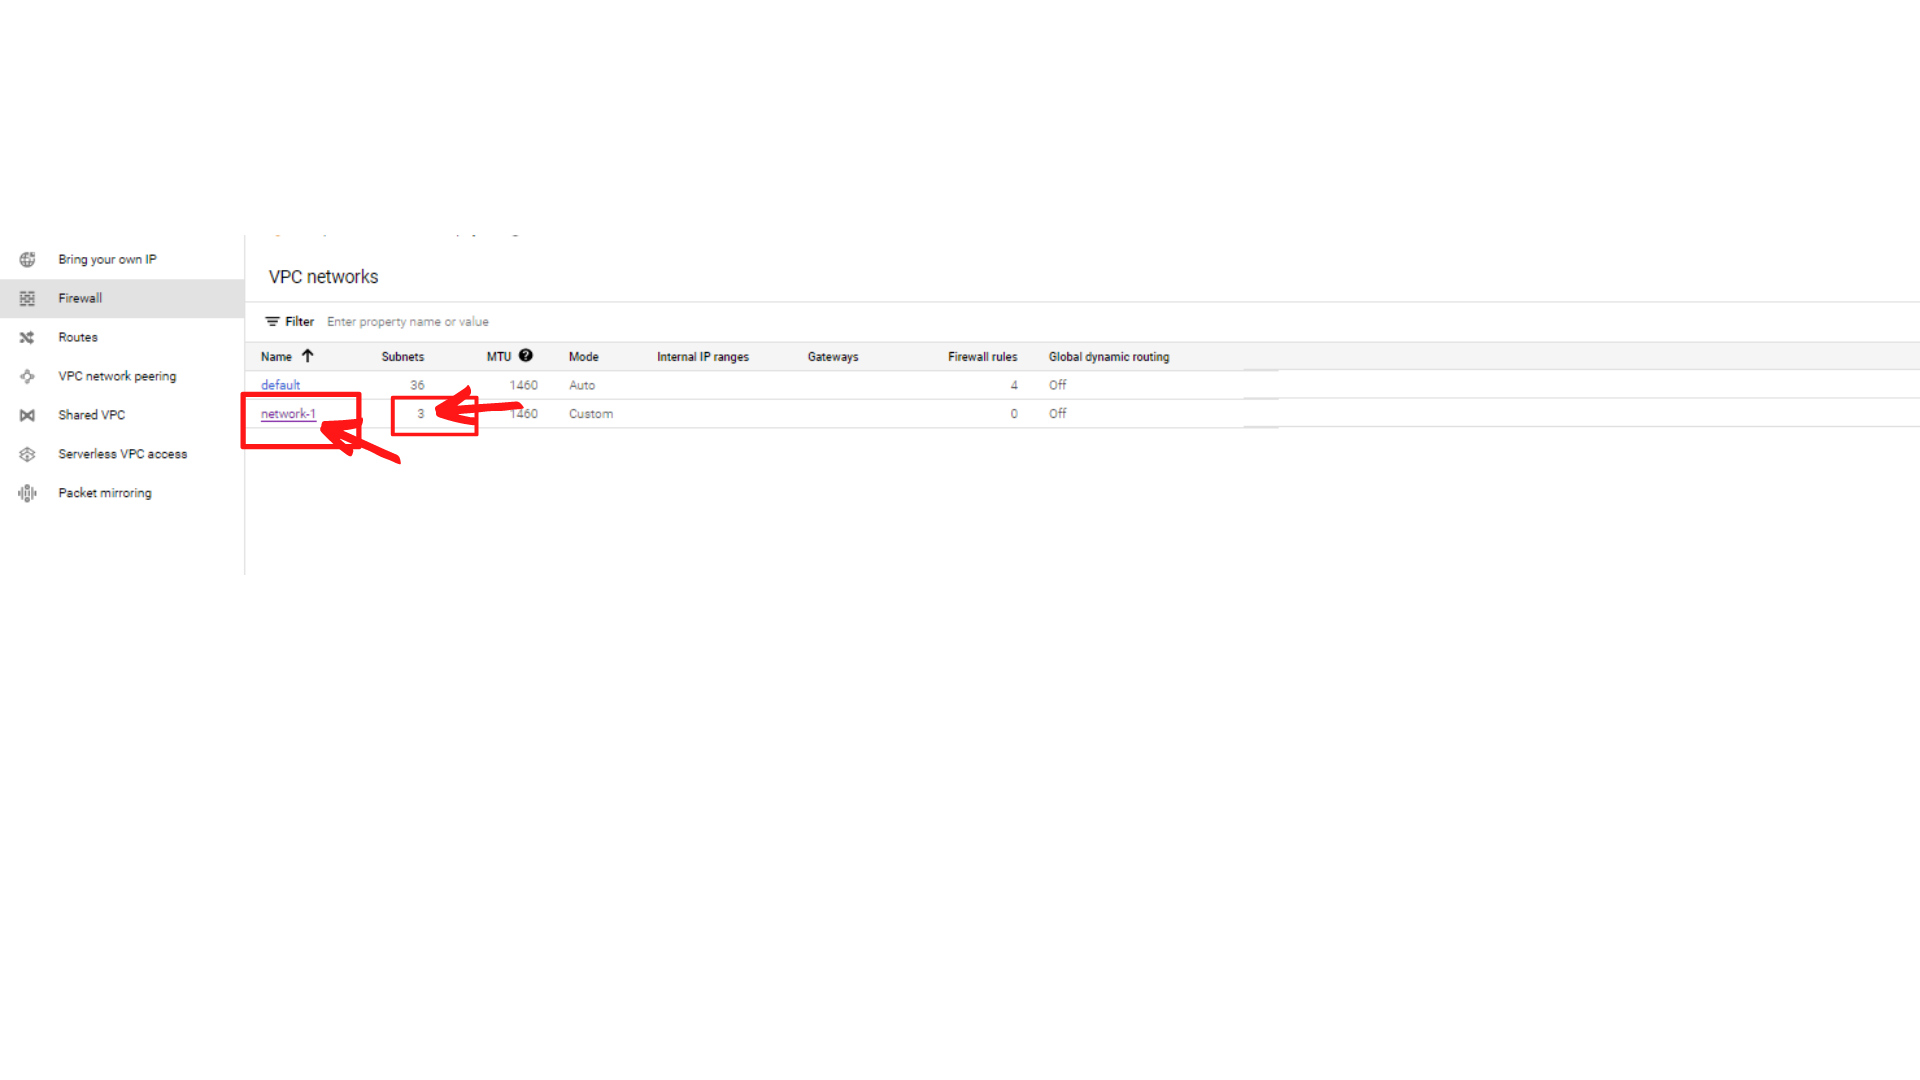 Bring your own IP
Firewall
Routes
VPC network peering
Shared VPC
Serverless VPC access
Packet mirroring
VPC networks
Filter Enter property name or value
Name Subnets MTU ? Mode Internal IP ranges Gateways Firewall rules Global dynamic routing
default 36 1460 Auto 4 Off
network-1 3 1460 Custom 0 Off